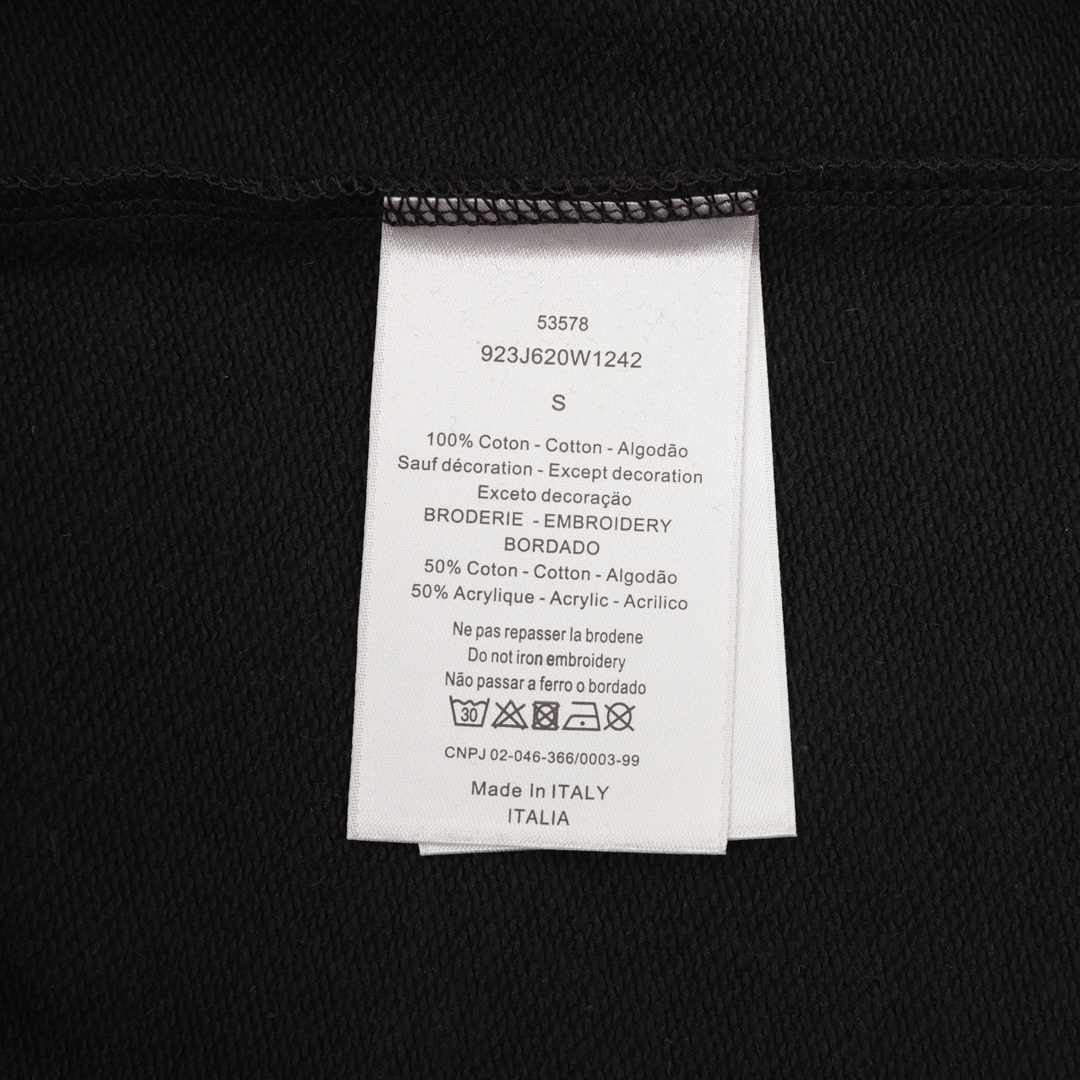 53578
923J620W1242
S
100% Coton - Cotton - Algodão
Sauf décoration - Except decoration
Exceto decoraçäo
BRODERIE - EMBROIDERY
BORDADO
50% Coton - Cotton - Algodão
50% Acrylique - Acrylic - Acrilico
Ne pas repasser la brodene
Do not iron embroidery
Não passar a ferro o bordado
30
CNPJ 02-046-366/0003-99
Made In ITALY
ITALIA